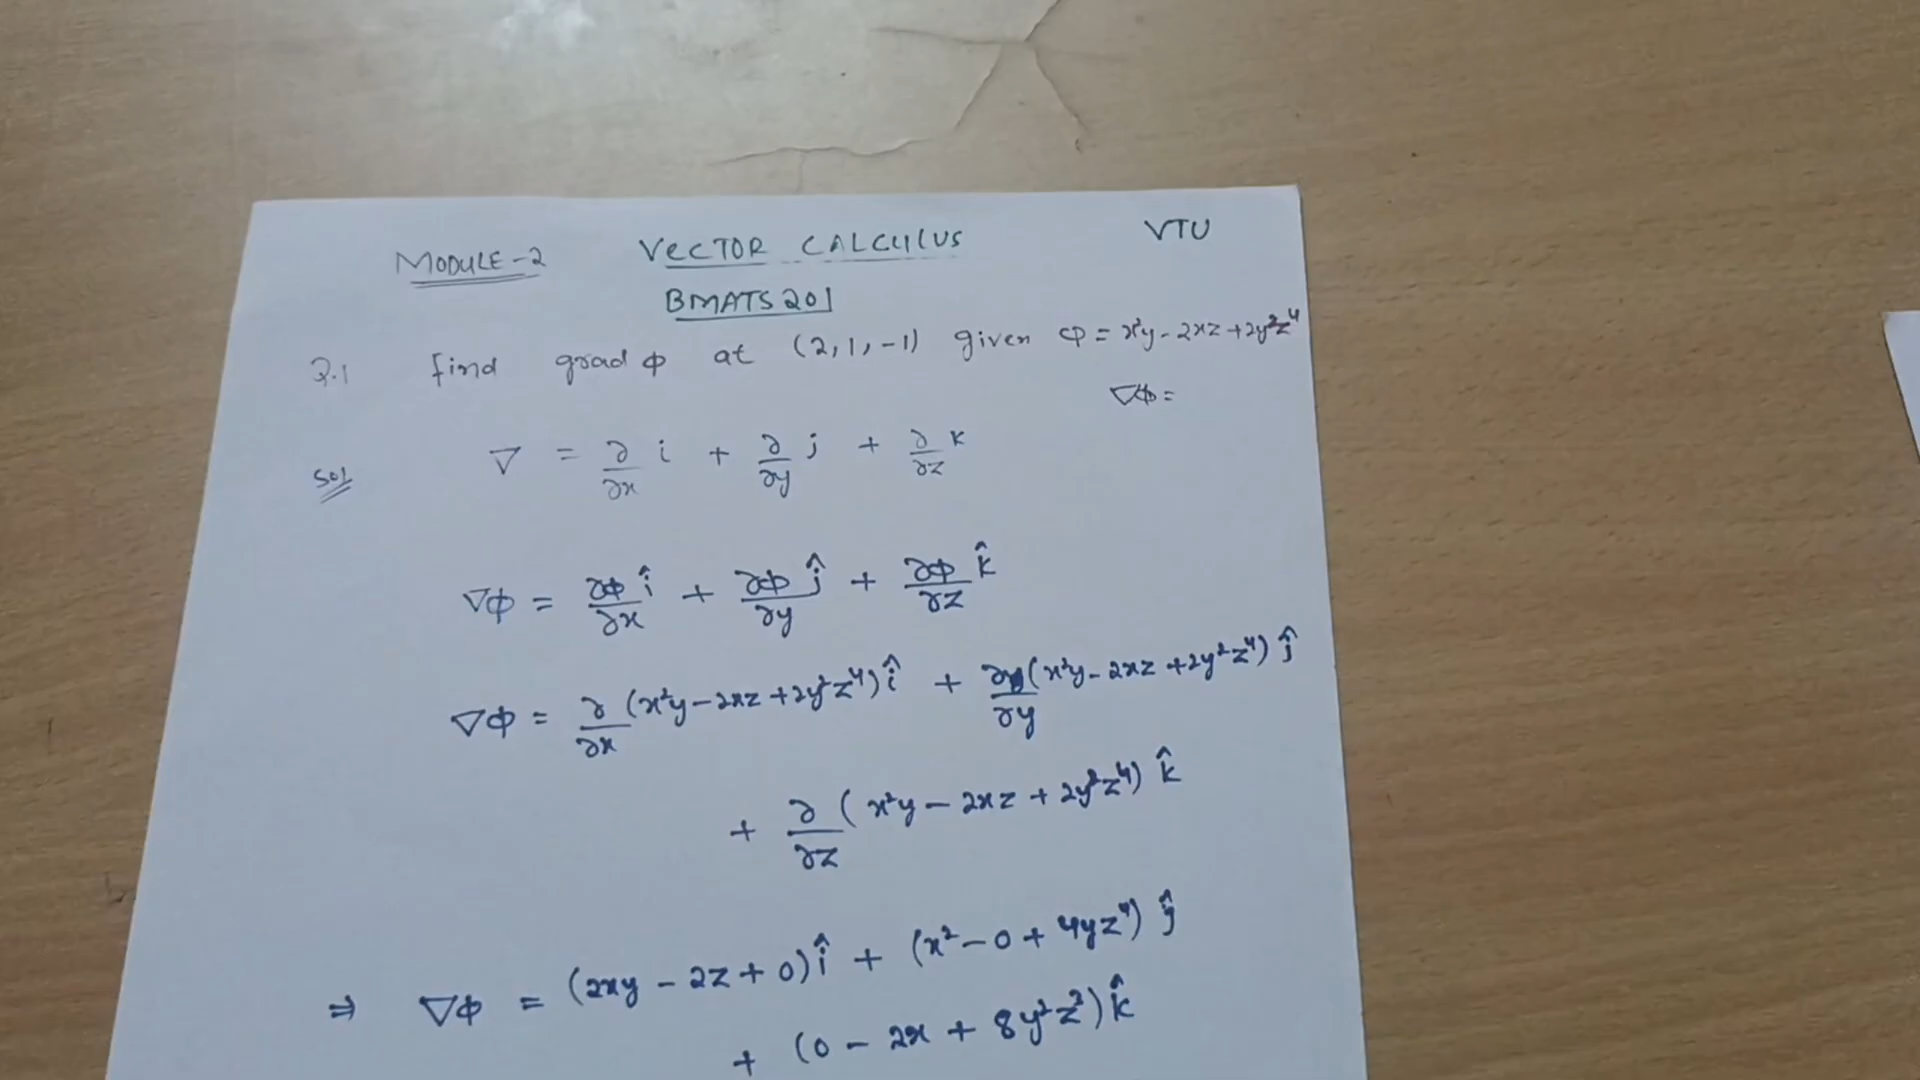 MODULE-2 VECTOR CALCULUS VTU
BMATS201
Q.1 find grad φ at (2,1,-1) given φ = x²y - 2xz + 2y²z⁴
∇φ =
Sol ∇ = ∂/∂x i + ∂/∂y j + ∂/∂z k
∇φ = ∂φ/∂x î + ∂φ/∂y ĵ + ∂φ/∂z k̂
∇φ = ∂/∂x (x²y - 2xz + 2y²z⁴) î + ∂/∂y (x²y - 2xz + 2y²z⁴) ĵ
+ ∂/∂z (x²y - 2xz + 2y²z⁴) k̂
⇒ ∇φ = (2xy - 2z + 0) î + (x² - 0 + 4yz⁴) ĵ
+ (0 - 2x + 8y²z³) k̂